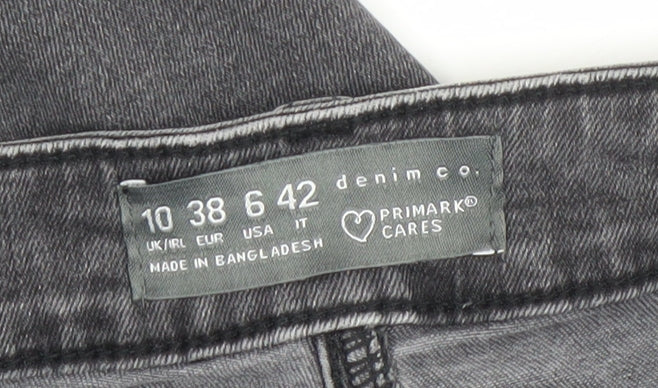 10 38 6 42
UK/IRL EUR USA IT
MADE IN BANGLADESH
denim co.
PRIMARK®
CARES